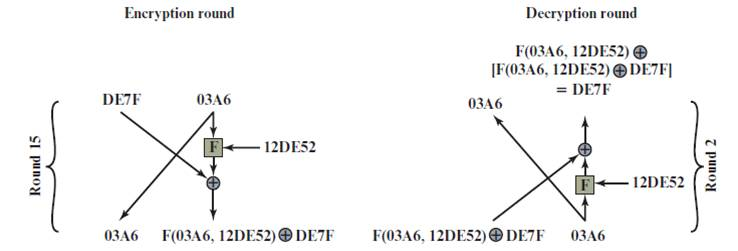 Encryption round
Decryption round
F(03A6, 12DE52) ⊕
[F(03A6, 12DE52) ⊕ DE7F]
= DE7F
DE7F
03A6
03A6
F
12DE52
Round 15
F
12DE52
Round 2
03A6
F(03A6, 12DE52) ⊕ DE7F
F(03A6, 12DE52) ⊕ DE7F
03A6